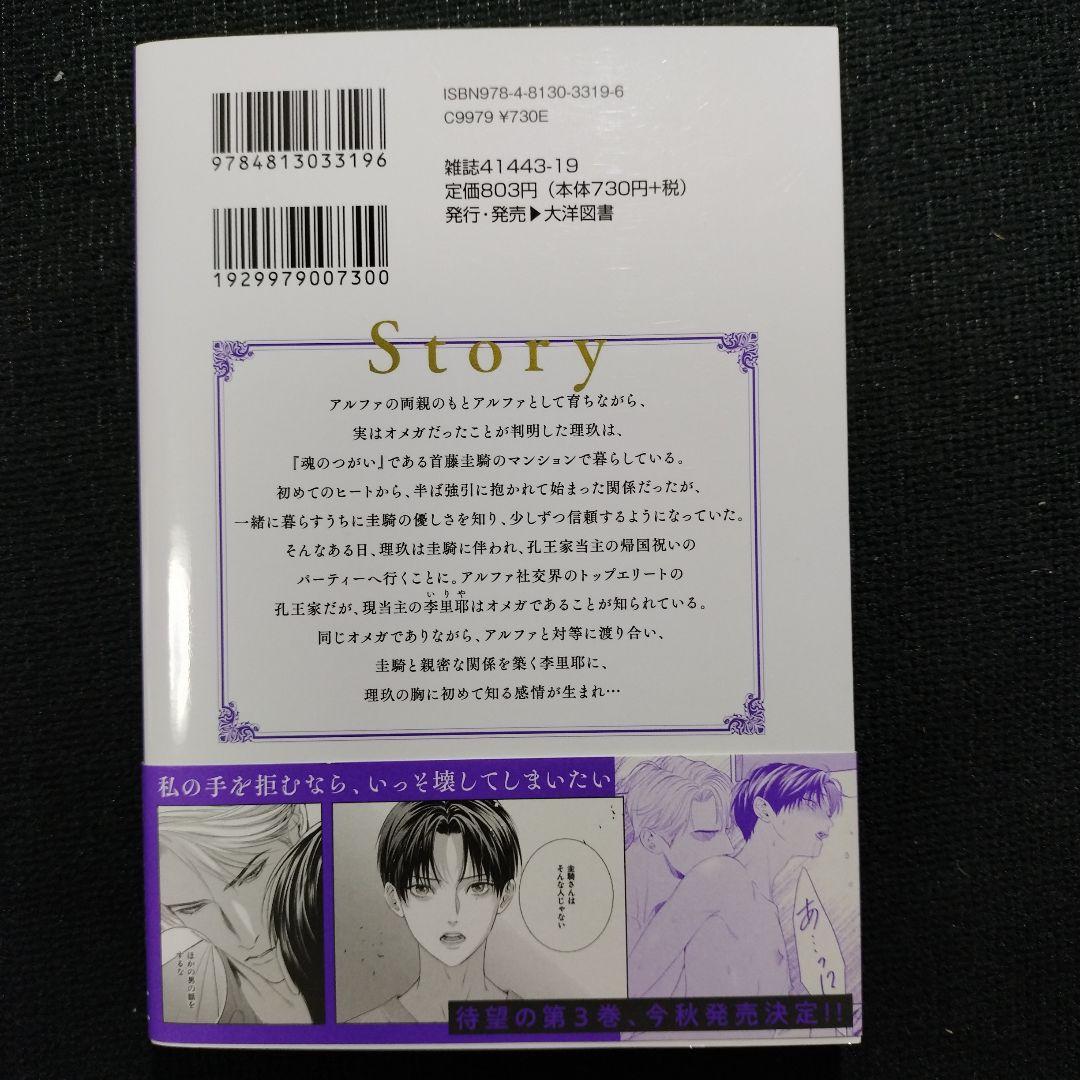 ISBN978-4-8130-3319-6
C9979 ¥730E
9784813033196
雑誌41443-19
定価803円（本体730円+税）
発行・発売▶大洋図書
1929979007300
Story
アルファの両親のもとアルファとして育ちながら、
実はオメガだったことが判明した理玖は、
『魂のつがい』である首藤圭騎のマンションで暮らしている。
初めてのヒートから、半ば強引に抱かれて始まった関係だったが、
一緒に暮らすうちに圭騎の優しさを知り、少しずつ信頼するようになっていた。
そんなある日、理玖は圭騎に伴われ、孔王家当主の帰国祝いの
パーティーへ行くことに。アルファ社交界のトップエリートの
いりや
孔王家だが、現当主の李里耶はオメガであることが知られている。
同じオメガでありながら、アルファと対等に渡り合い、
圭騎と親密な関係を築く李里耶に、
理玖の胸に初めて知る感情が生まれ…
私の手を拒むなら、いっそ壊してしまいたい
圭騎さんは
そんな人じゃない
あ…っ
ほかの男の話を
するな
待望の第3巻、今秋発売決定!!